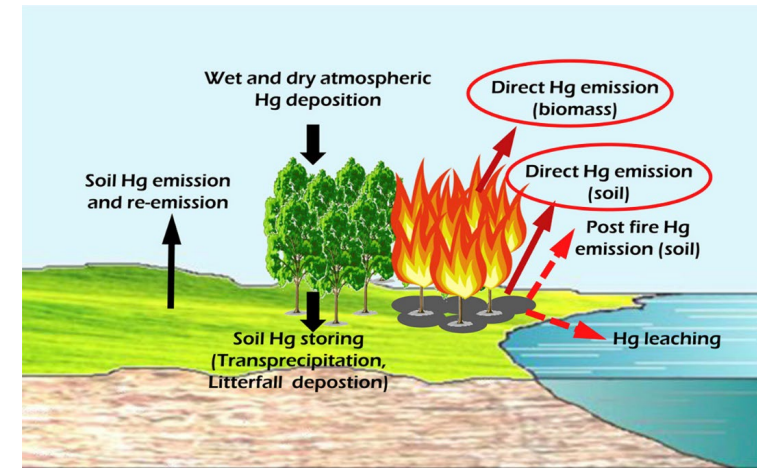 Wet and dry atmospheric
Hg deposition
Direct Hg emission
(biomass)
Soil Hg emission
and re-emission
Direct Hg emission
(soil)
Post fire Hg
emission (soil)
Soil Hg storing
(Transprecipitation,
Litterfall depostion)
Hg leaching